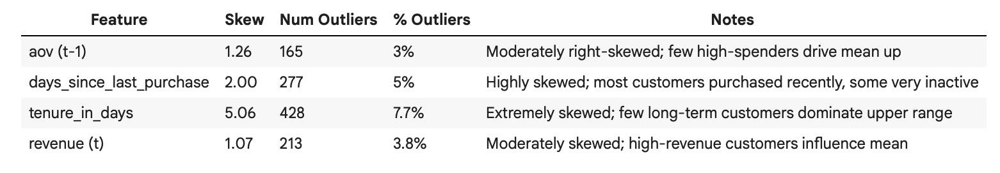 Feature Skew Num Outliers % Outliers Notes
aov (t-1) 1.26 165 3% Moderately right-skewed; few high-spenders drive mean up
days_since_last_purchase 2.00 277 5% Highly skewed; most customers purchased recently, some very inactive
tenure_in_days 5.06 428 7.7% Extremely skewed; few long-term customers dominate upper range
revenue (t) 1.07 213 3.8% Moderately skewed; high-revenue customers influence mean